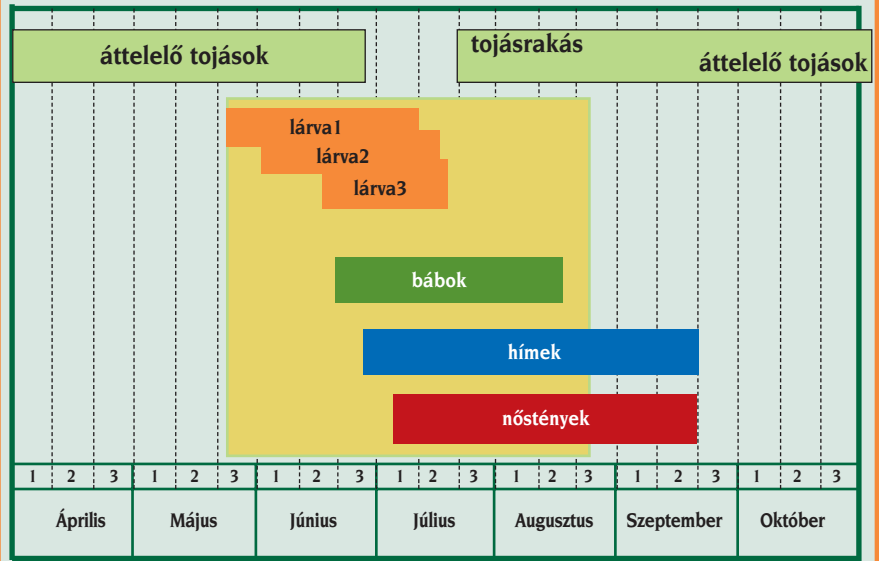 áttelelő tojások
tojásrakás
áttelelő tojások
lárva1
lárva2
lárva3
bábok
hímek
nőstények
1 2 3 1 2 3 1 2 3 1 2 3 1 2 3 1 2 3 1 2 3
Április Május Június Július Augusztus Szeptember Október